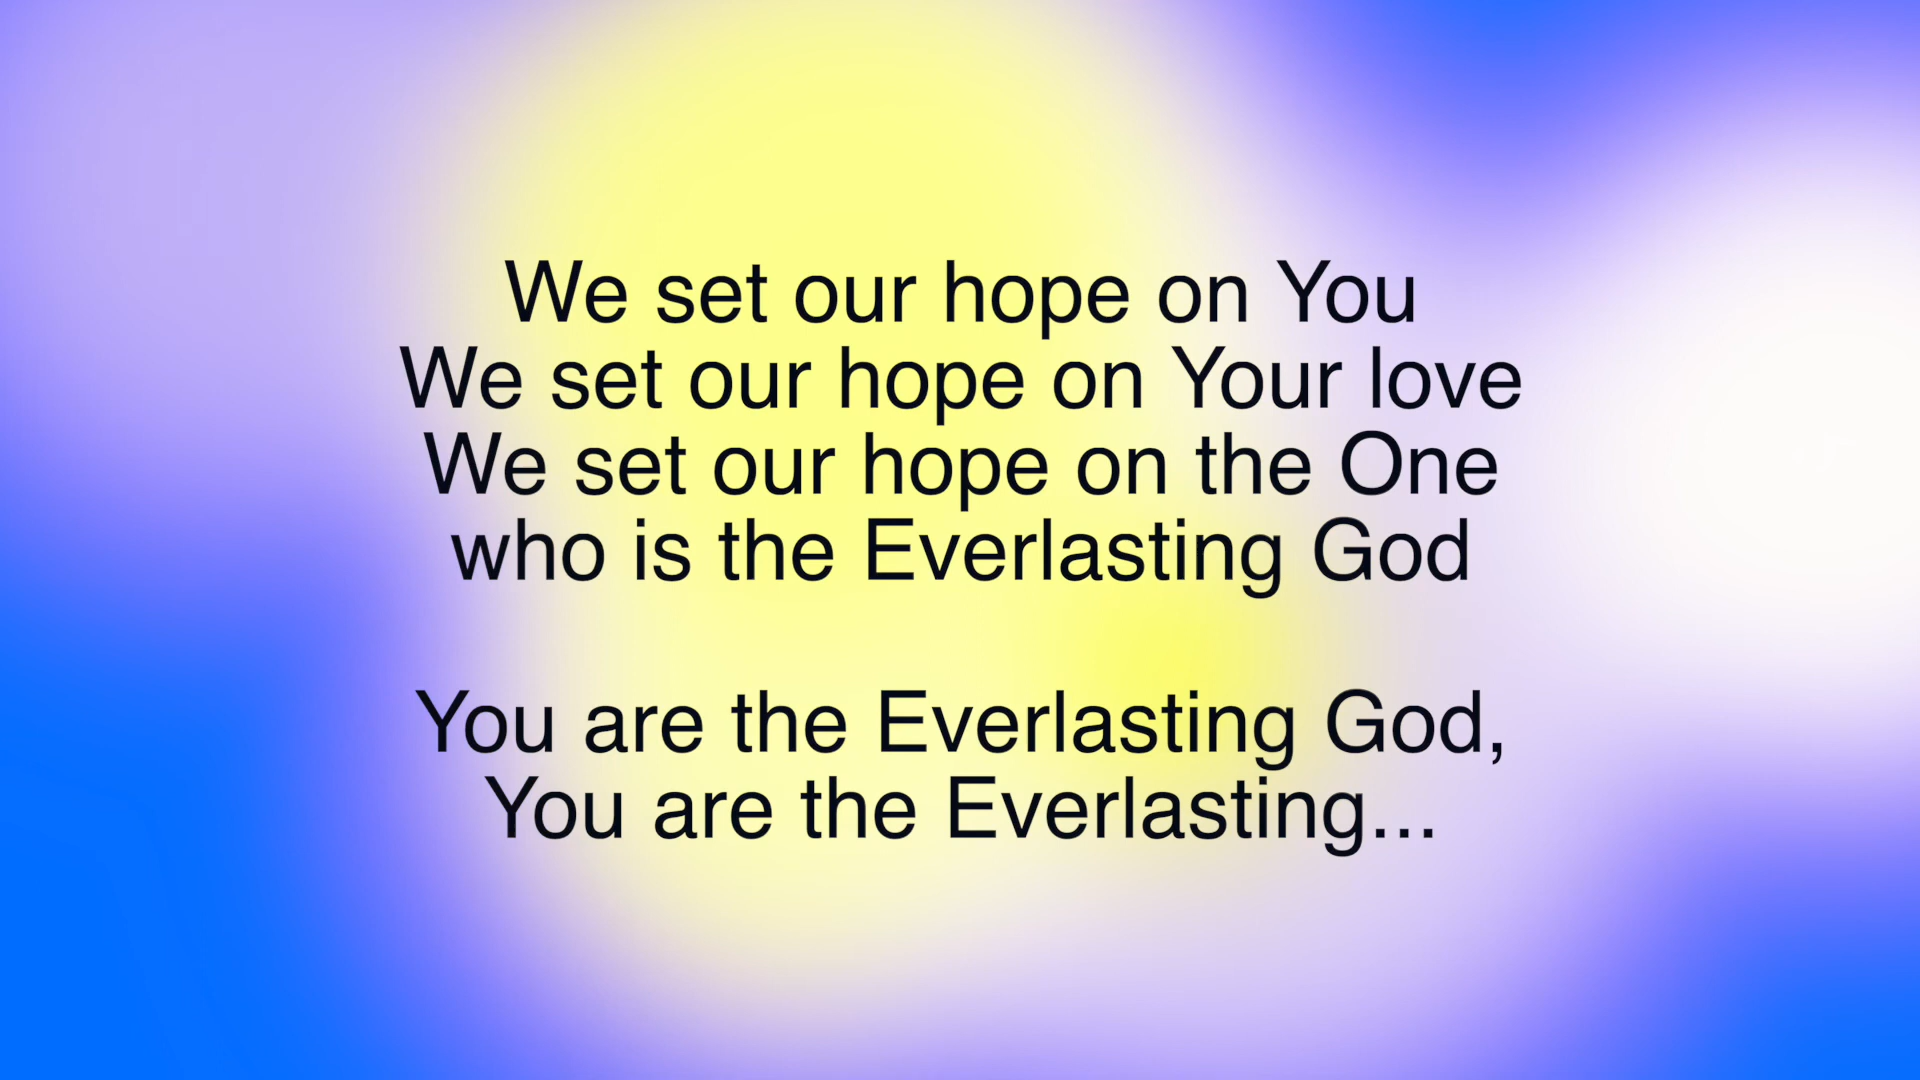 We set our hope on You
We set our hope on Your love
We set our hope on the One
who is the Everlasting God
You are the Everlasting God,
You are the Everlasting...